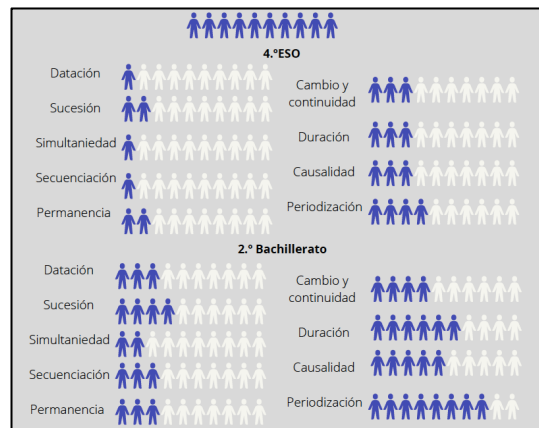 4.ºESO
Datación
Sucesión
Simultaniedad
Secuenciación
Permanencia
Cambio y
continuidad
Duración
Causalidad
Periodización
2.º Bachillerato
Datación
Sucesión
Simultaniedad
Secuenciación
Permanencia
Cambio y
continuidad
Duración
Causalidad
Periodización